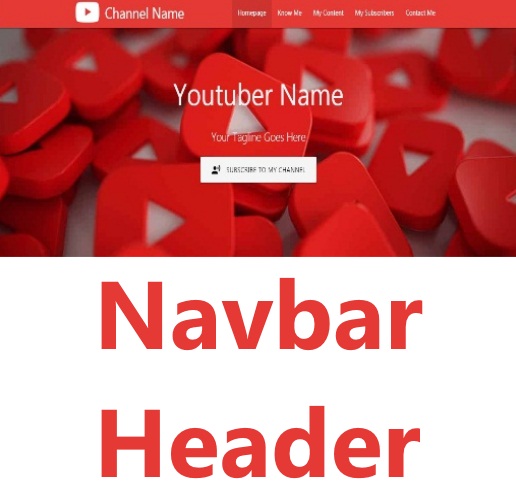 Channel Name
Homepage Know Me My Content My Subscribers Contact Me
Youtuber Name
Your Tagline Goes Here
SUBSCRIBE TO MY CHANNEL
Navbar
Header